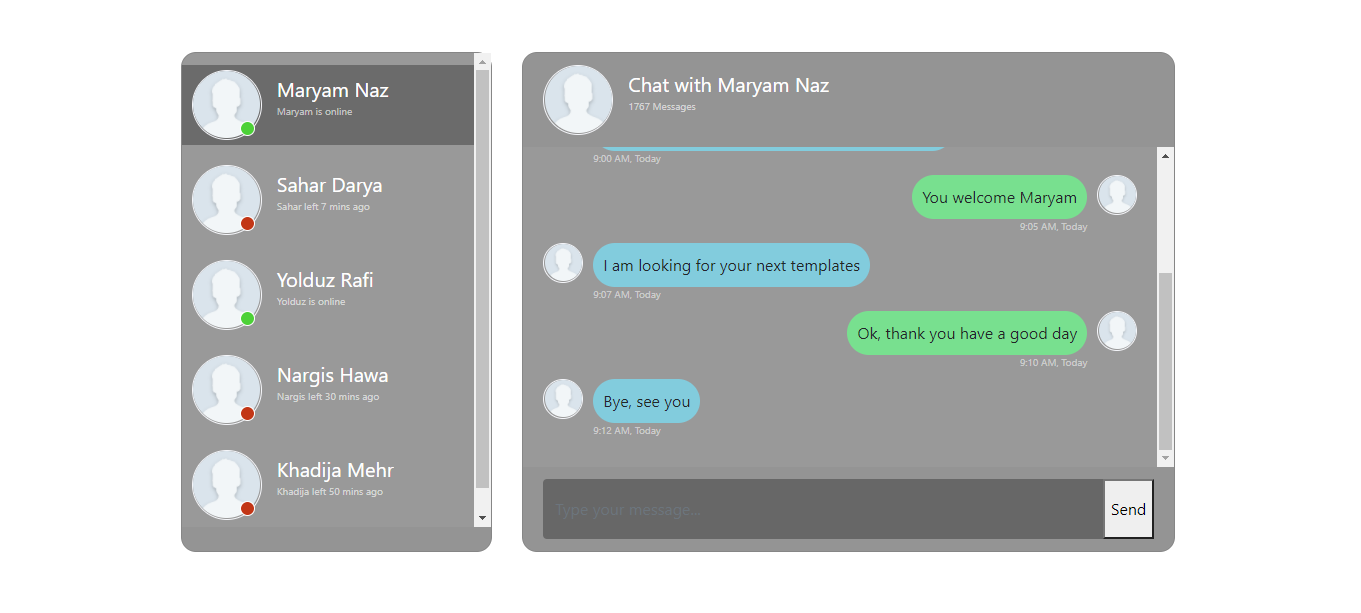 Maryam Naz
Maryam is online
Sahar Darya
Sahar left 7 mins ago
Yolduz Rafi
Yolduz is online
Nargis Hawa
Nargis left 30 mins ago
Khadija Mehr
Khadija left 50 mins ago
Chat with Maryam Naz
1767 Messages
9:00 AM, Today
You welcome Maryam
9:05 AM, Today
I am looking for your next templates
9:07 AM, Today
Ok, thank you have a good day
9:10 AM, Today
Bye, see you
9:12 AM, Today
Type your message...
Send